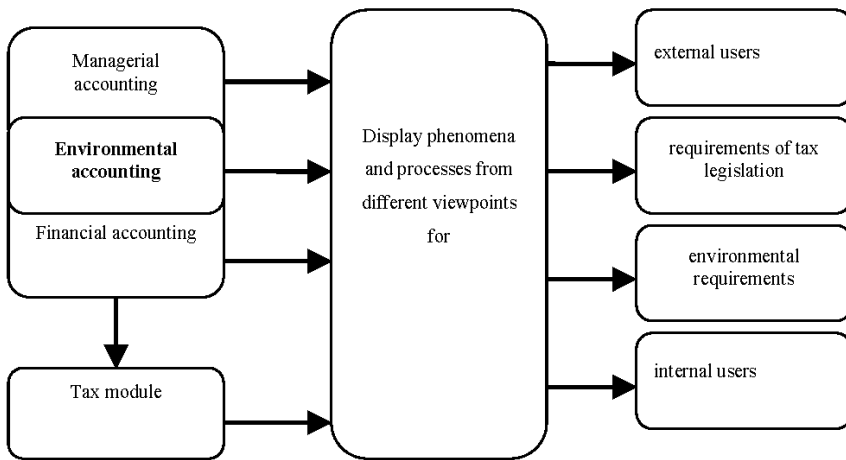 Managerial
accounting
Environmental
accounting
Financial accounting
Tax module
Display phenomena
and processes from
different viewpoints
for
external users
requirements of tax
legislation
environmental
requirements
internal users